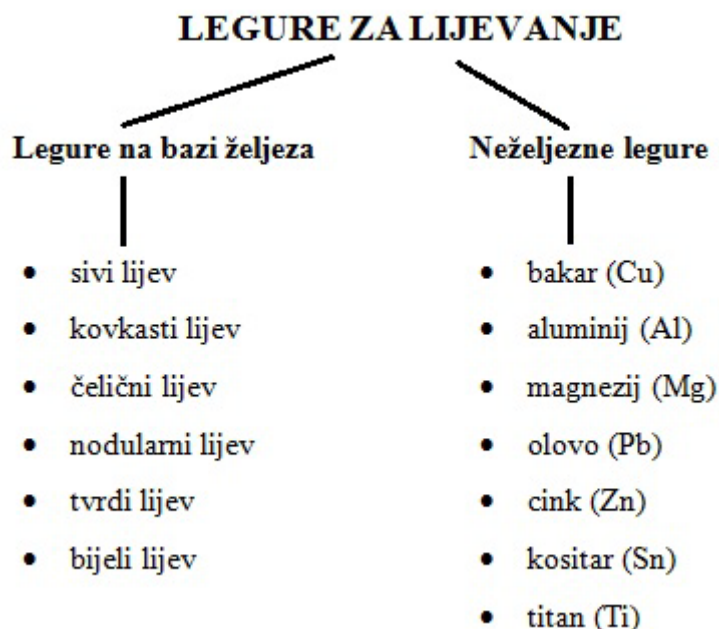 LEGURE ZA LIJEVANJE
Legure na bazi željeza
• sivi lijev
• kovkasti lijev
• čelični lijev
• nodularni lijev
• tvrdi lijev
• bijeli lijev
Neželjezne legure
• bakar (Cu)
• aluminij (Al)
• magnezij (Mg)
• olovo (Pb)
• cink (Zn)
• kositar (Sn)
• titan (Ti)